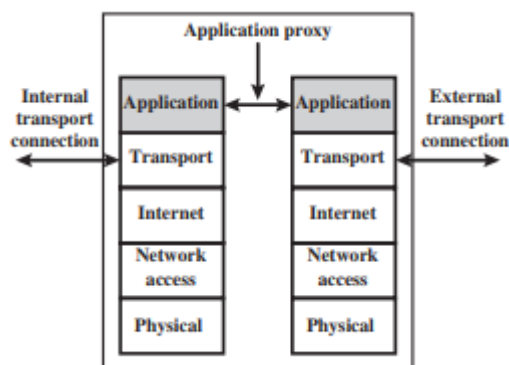 Application proxy
Internal
transport
connection
Application
Application
External
transport
connection
Transport
Transport
Internet
Internet
Network
access
Network
access
Physical
Physical